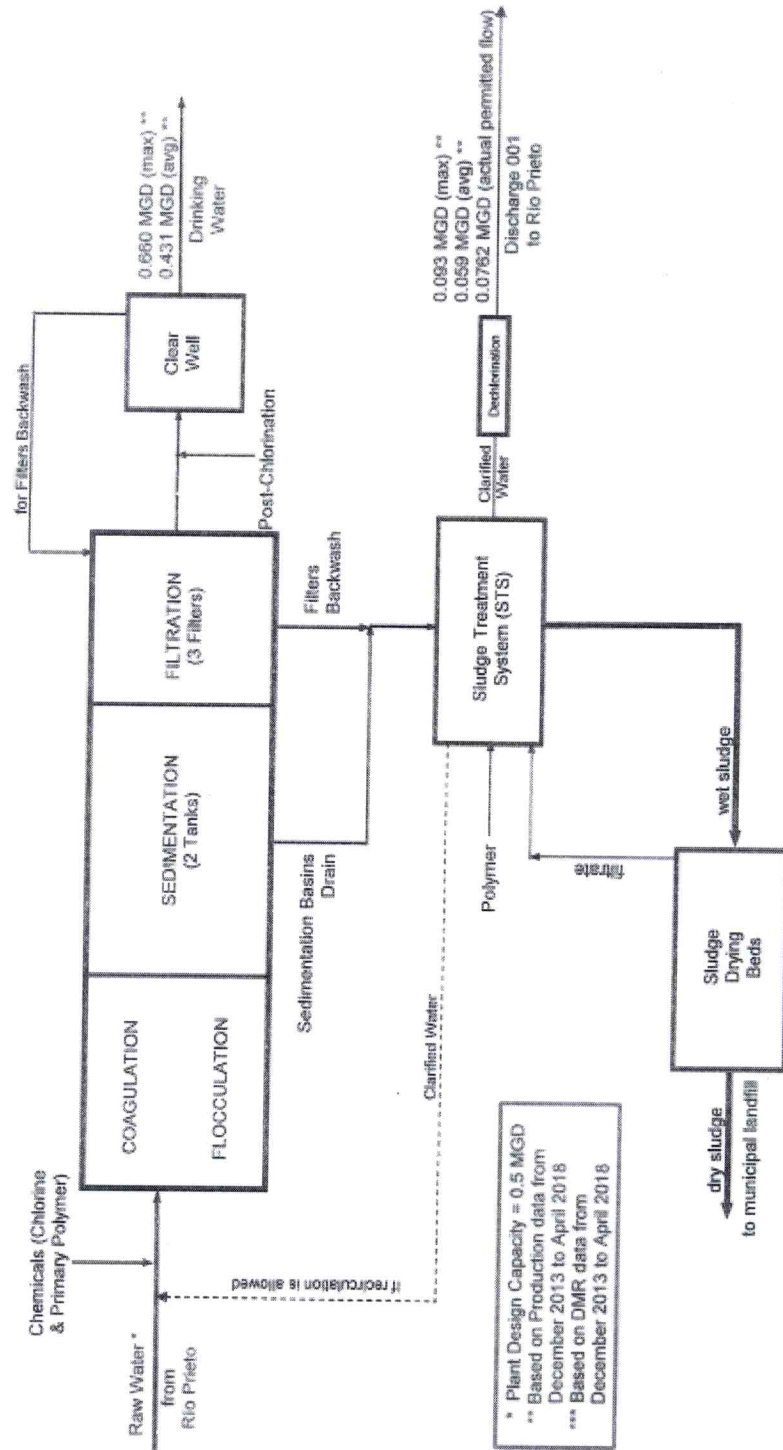 Chemicals (Chlorine
& Primary Polymer)
Raw Water *
from
Rio Prieto
COAGULATION
FLOCCULATION
SEDIMENTATION
(2 Tanks)
FILTRATION
(3 Filters)
for Filters Backwash
Post-Chlorination
Clear
Well
0.660 MGD (max) **
0.431 MGD (avg) **
Drinking
Water
Sedimentation Basins
Drain
Filters
Backwash
if recirculation is allowed
Clarified Water
Polymer
Sludge Treatment
System (STS)
Clarified
Water
Dechlorination
0.093 MGD (max) **
0.059 MGD (avg) **
0.0762 MGD (actual permitted flow)
Discharge 001
to Rio Prieto
filtrate
wet sludge
Sludge
Drying
Beds
dry sludge
to municipal landfill
* Plant Design Capacity = 0.5 MGD
** Based on Production data from
December 2013 to April 2018
*** Based on DMR data from
December 2013 to April 2018